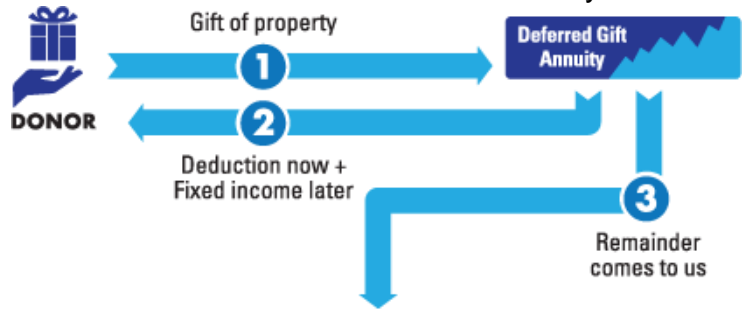 Gift of property
Deferred Gift
Annuity
1
DONOR
2
Deduction now +
Fixed income later
3
Remainder
comes to us